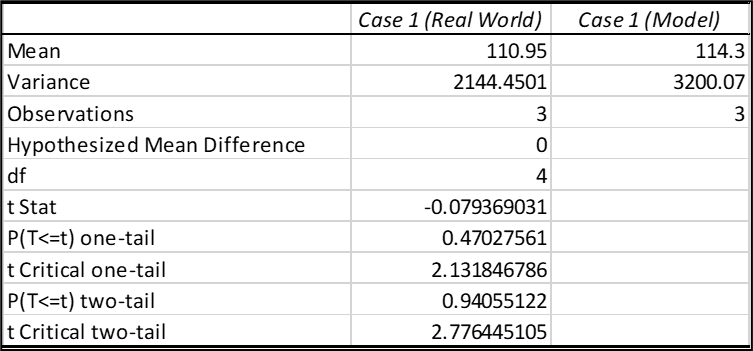 Case 1 (Real World) Case 1 (Model)
Mean 110.95 114.3
Variance 2144.4501 3200.07
Observations 3 3
Hypothesized Mean Difference 0
df 4
t Stat -0.079369031
P(T<=t) one-tail 0.47027561
t Critical one-tail 2.131846786
P(T<=t) two-tail 0.94055122
t Critical two-tail 2.776445105